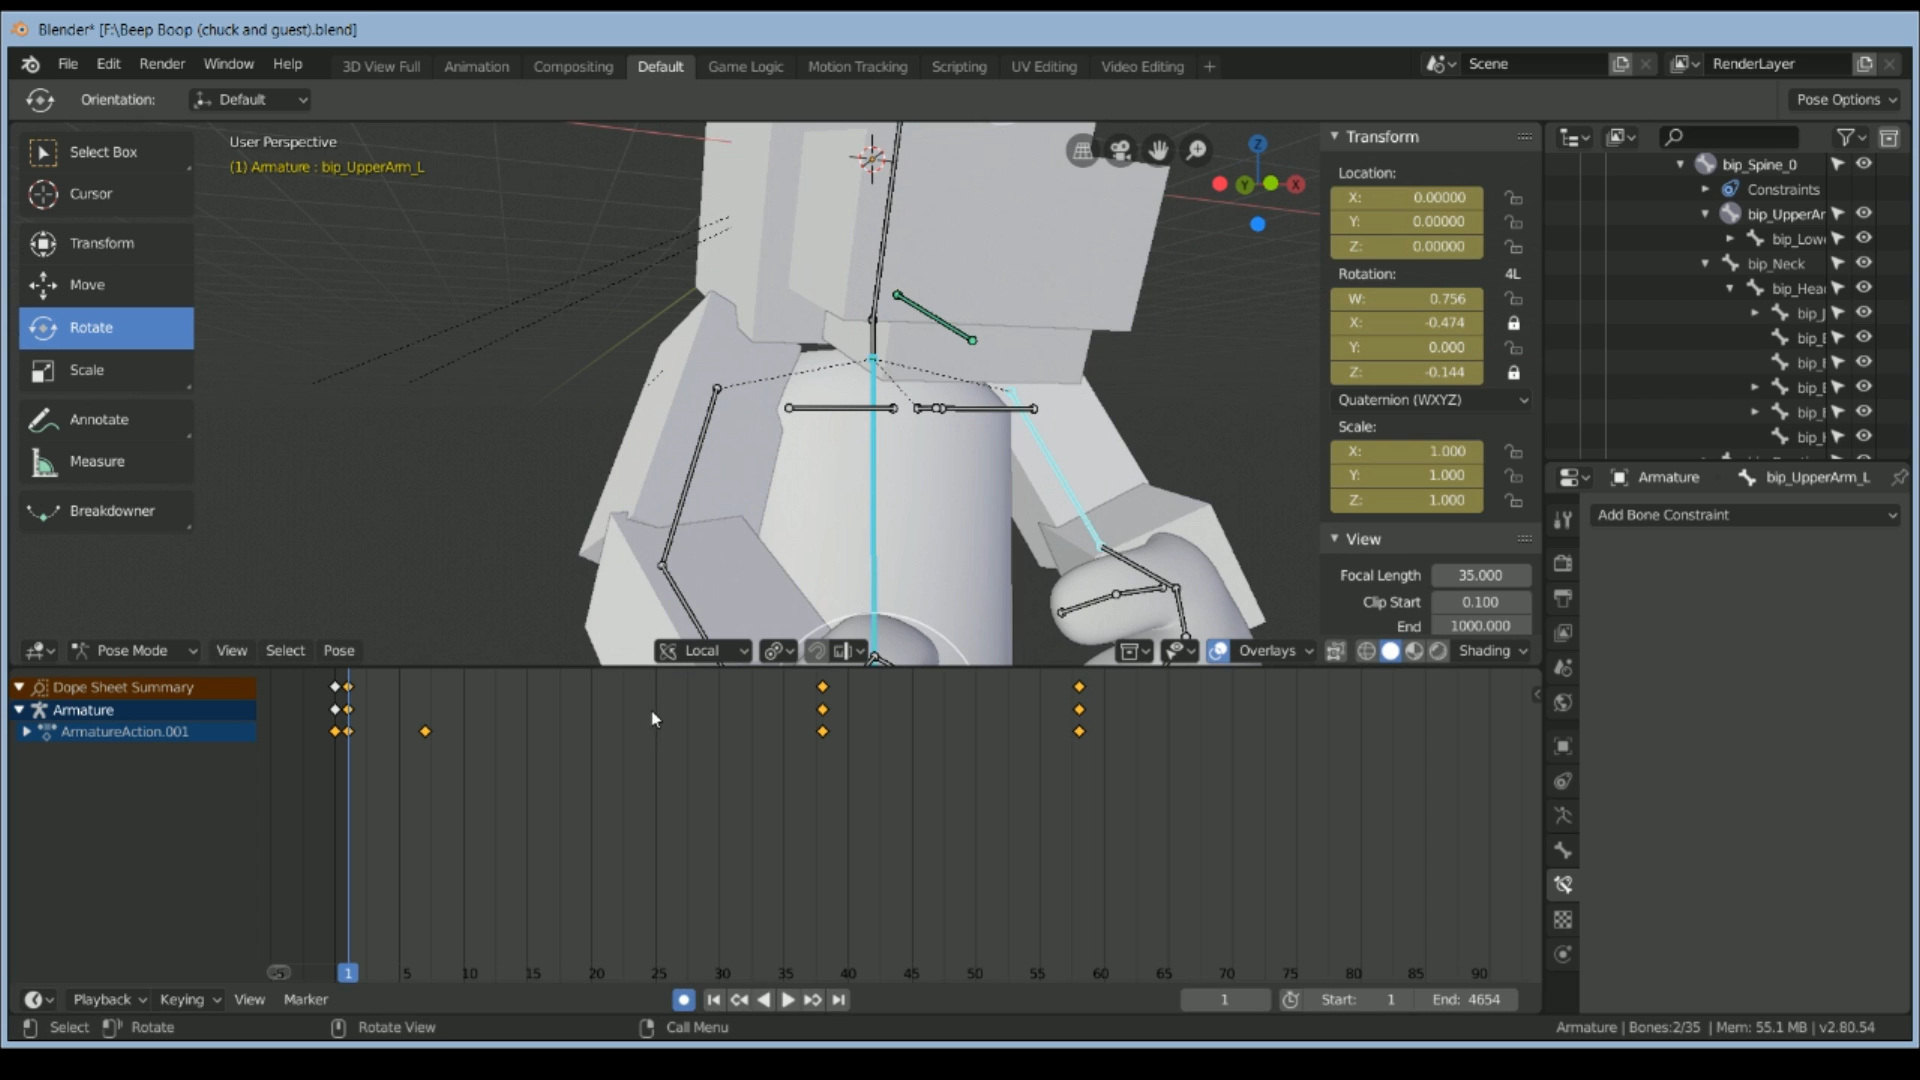 Blender* [F:\Beep Boop (chuck and guest).blend]
File Edit Render Window Help 3D View Full Animation Compositing Default Game Logic Motion Tracking Scripting UV Editing Video Editing + Scene RenderLayer
Orientation: Default Pose Options
Select Box
Cursor
Transform
Move
Rotate
Scale
Annotate
Measure
Breakdowner
User Perspective
(1) Armature : bip_UpperArm_L
Z
Y
X
Transform
Location:
X: 0.00000
Y: 0.00000
Z: 0.00000
Rotation: 4L
W: 0.756
X: -0.474
Y: 0.000
Z: -0.144
Quaternion (WXYZ)
Scale:
X: 1.000
Y: 1.000
Z: 1.000
View
Focal Length 35.000
Clip Start 0.100
End 1000.000
bip_Spine_0
Constraints
bip_UpperAr
bip_Low
bip_Neck
bip_Hea
Armature bip_UpperArm_L
Add Bone Constraint
Pose Mode View Select Pose Local Overlays Shading
Dope Sheet Summary
Armature
ArmatureAction.001
-5 1 5 10 15 20 25 30 35 40 45 50 55 60 65 70 75 80 85 90
Playback Keying View Marker 1 Start: 1 End: 4654
Select Rotate Rotate View Call Menu Armature | Bones:2/35 | Mem: 55.1 MB | v2.80.54